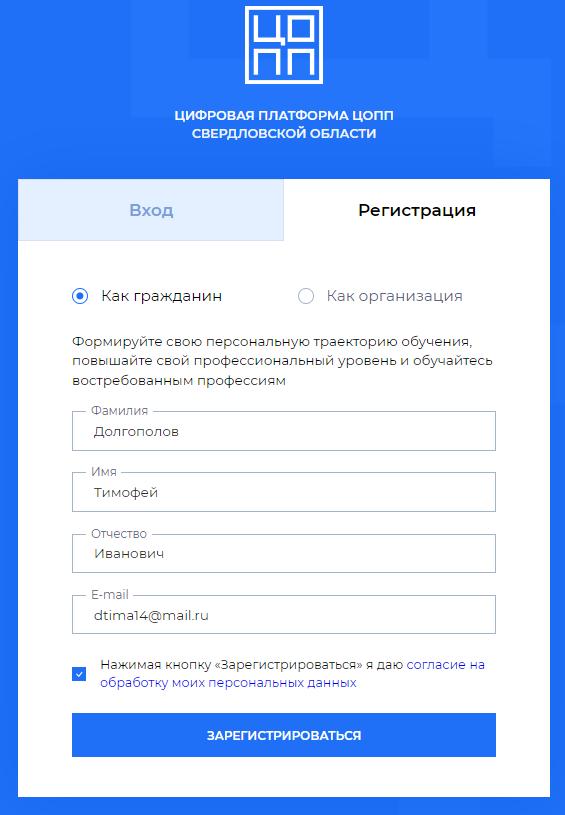 ЦОПП
ЦИФРОВАЯ ПЛАТФОРМА ЦОПП
СВЕРДЛОВСКОЙ ОБЛАСТИ
Вход
Регистрация
Как гражданин
Как организация
Формируйте свою персональную траекторию обучения,
повышайте свой профессиональный уровень и обучайтесь
востребованным профессиям
Фамилия
Долгополов
Имя
Тимофей
Отчество
Иванович
E-mail
dtima14@mail.ru
Нажимая кнопку «Зарегистрироваться» я даю согласие на
обработку моих персональных данных
ЗАРЕГИСТРИРОВАТЬСЯ